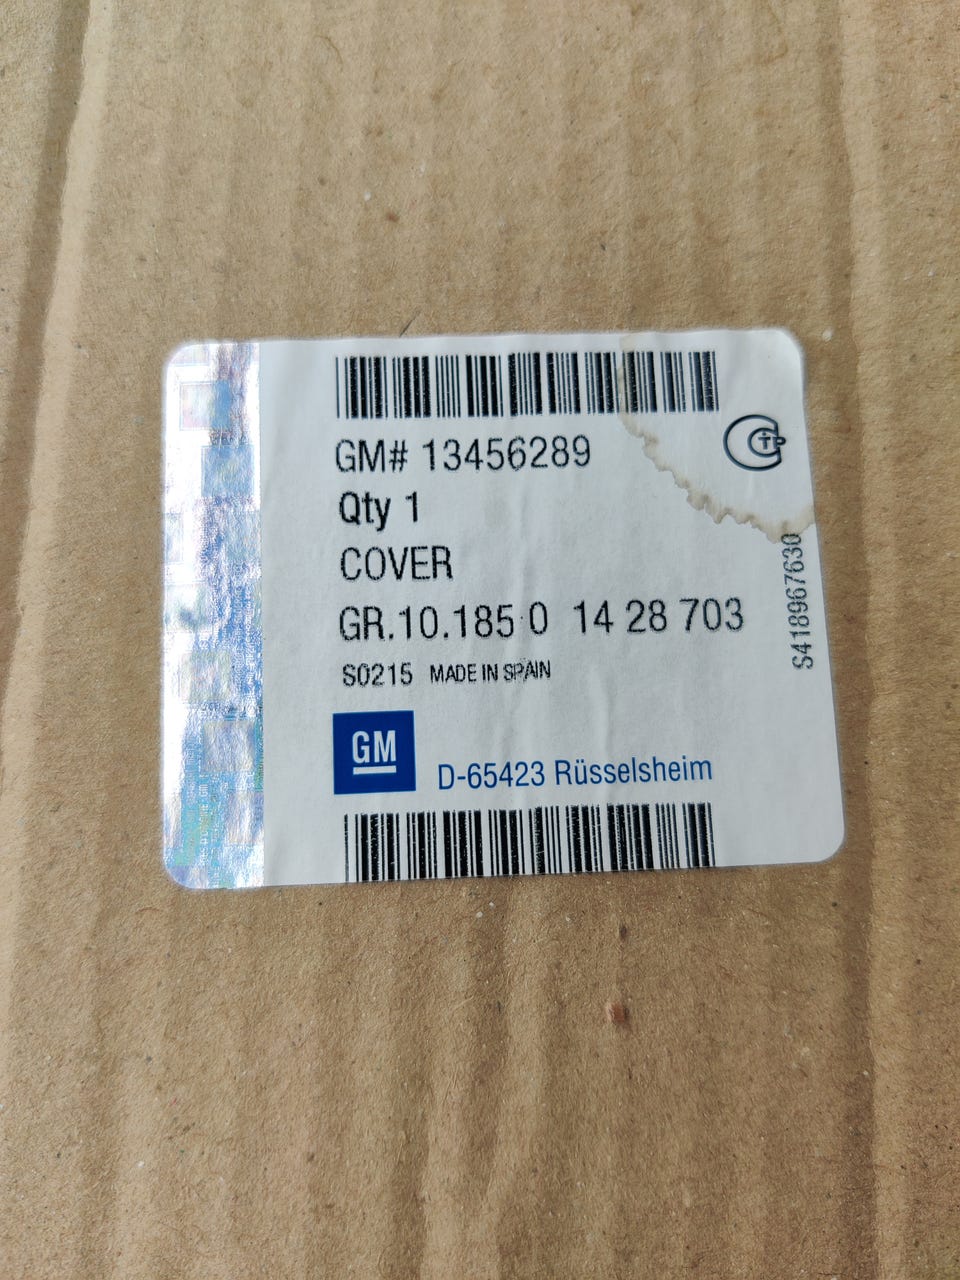 GM# 13456289
Qty 1
COVER
GR.10.185 0 14 28 703
S0215 MADE IN SPAIN
GM
D-65423 Rüsselsheim
S418967630